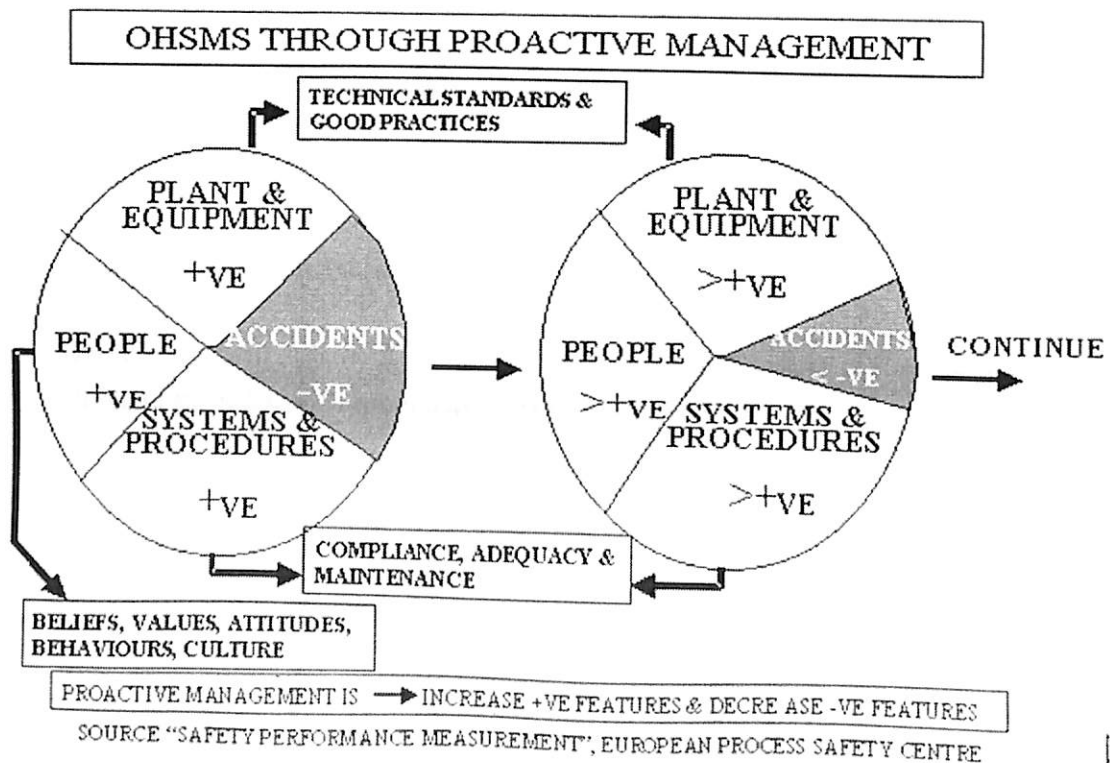 OHSMS THROUGH PROACTIVE MANAGEMENT
TECHNICAL STANDARDS &
GOOD PRACTICES
PLANT &
EQUIPMENT
+VE
PEOPLE
+VE
ACCIDENTS
-VE
SYSTEMS &
PROCEDURES
+VE
PLANT &
EQUIPMENT
>+VE
PEOPLE
>+VE
ACCIDENTS
< -VE
SYSTEMS &
PROCEDURES
>+VE
CONTINUE
COMPLIANCE, ADEQUACY &
MAINTENANCE
BELIEFS, VALUES, ATTITUDES,
BEHAVIOURS, CULTURE
PROACTIVE MANAGEMENT IS → INCREASE +VE FEATURES & DECREASE -VE FEATURES
SOURCE "SAFETY PERFORMANCE MEASUREMENT", EUROPEAN PROCESS SAFETY CENTRE